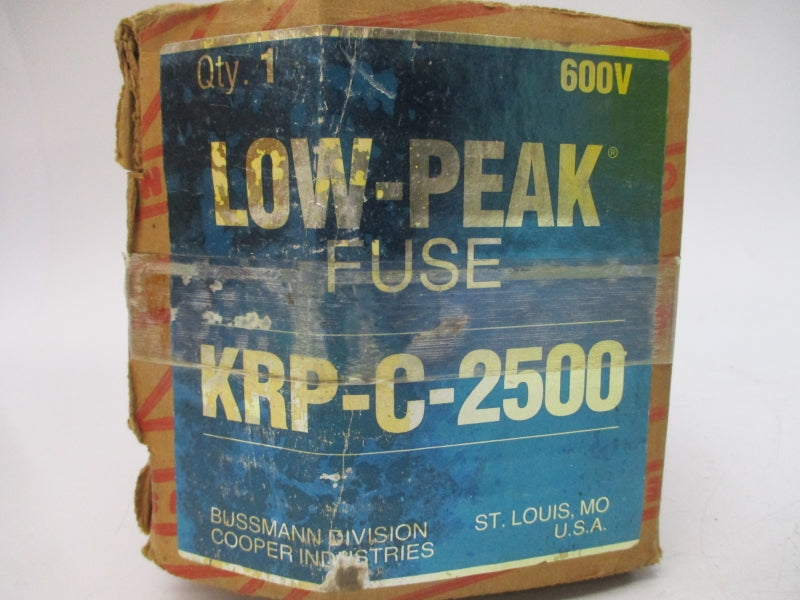 Qty. 1
600V
LOW-PEAK®
FUSE
KRP-C-2500
BUSSMANN DIVISION
COOPER INDUSTRIES
ST. LOUIS, MO
U.S.A.